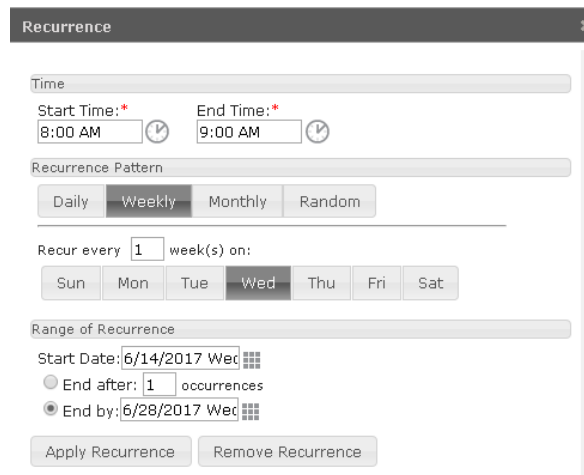 Recurrence
Time
Start Time:* End Time:*
8:00 AM 9:00 AM
Recurrence Pattern
Daily Weekly Monthly Random
Recur every 1 week(s) on:
Sun Mon Tue Wed Thu Fri Sat
Range of Recurrence
Start Date: 6/14/2017 Wed
End after: 1 occurrences
End by: 6/28/2017 Wed
Apply Recurrence Remove Recurrence